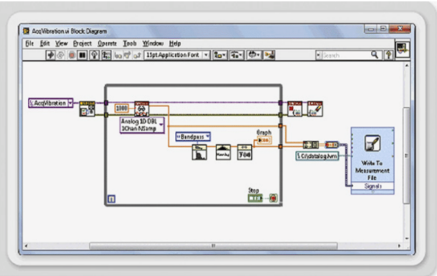 AcqVibration.vi Block Diagram
File Edit View Project Operate Tools Window Help
13pt Application Font
Search
AcqVibration
1000
Analog 1D DBL
1Chan NSamp
Bandpass
Graph
Stop
i
Write To
Measurement
File
Signals